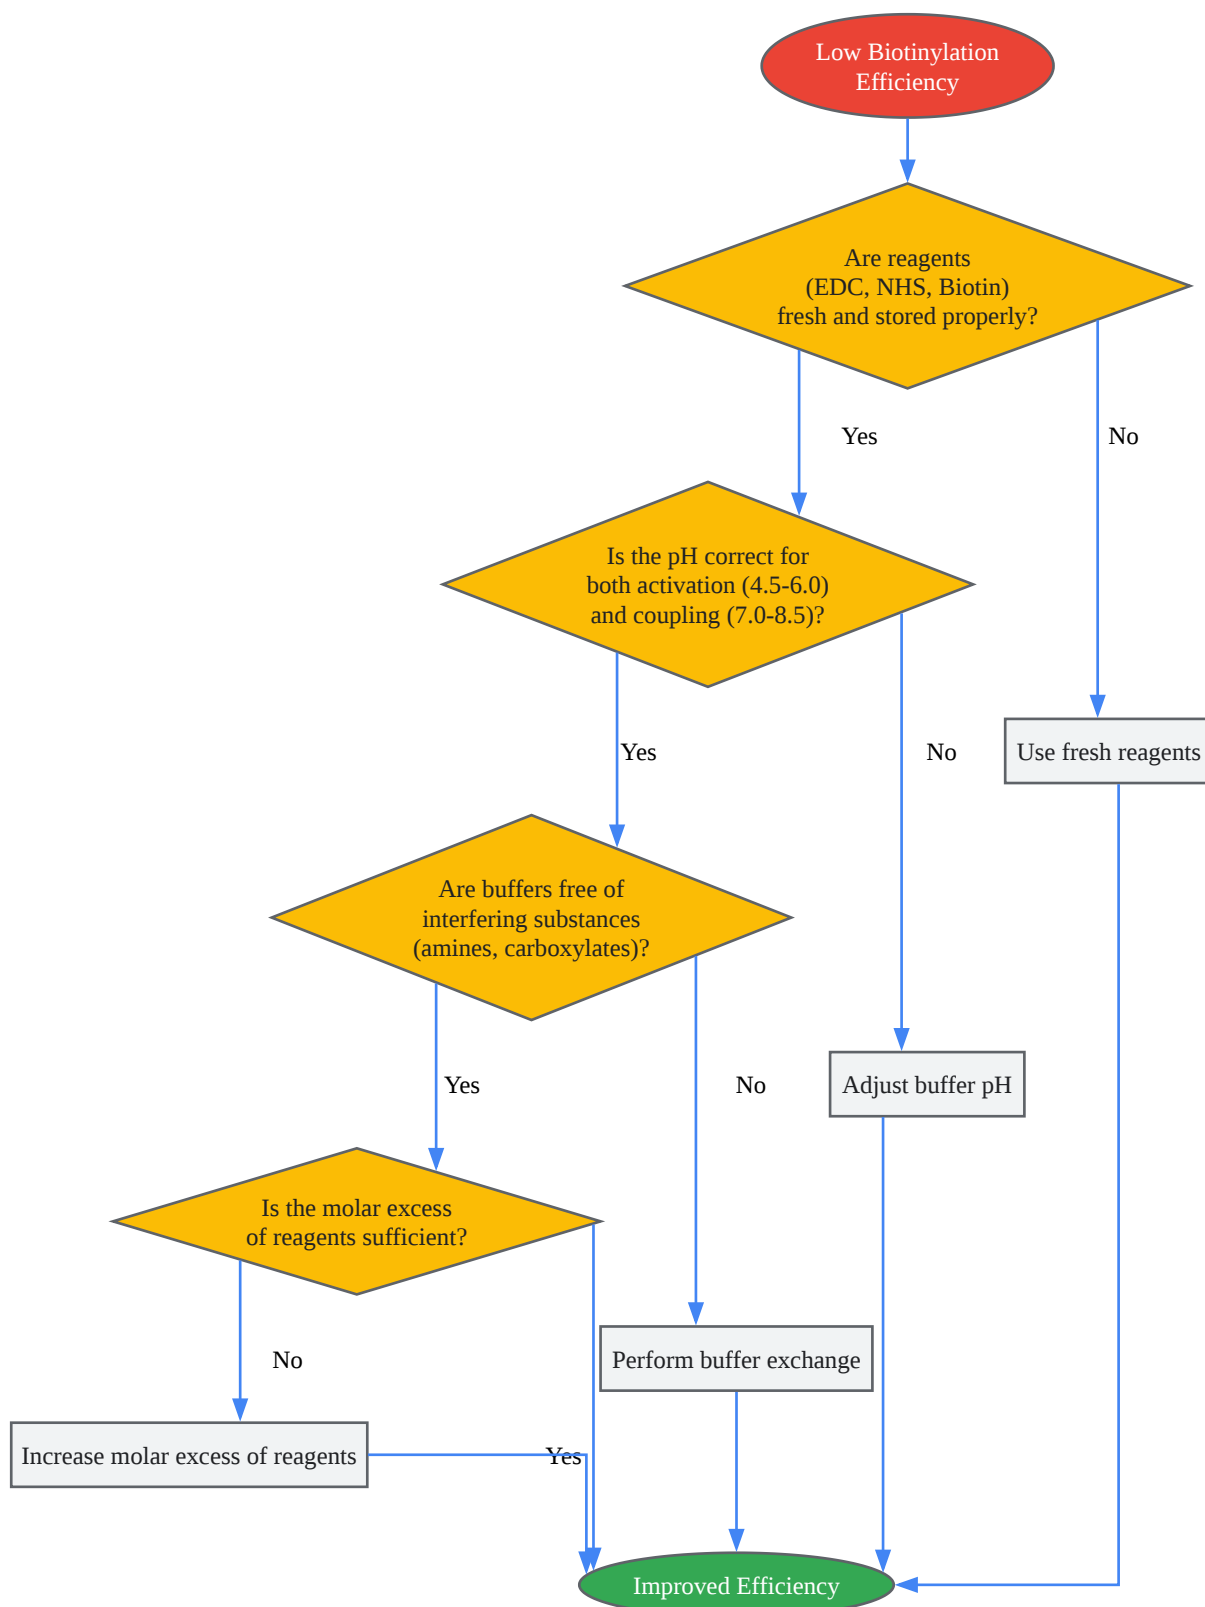 Low Biotinylation
Efficiency
Are reagents
(EDC, NHS, Biotin)
fresh and stored properly?
Yes
No
Is the pH correct for
both activation (4.5-6.0)
and coupling (7.0-8.5)?
Yes
No
Use fresh reagents
Are buffers free of
interfering substances
(amines, carboxylates)?
Yes
No
Adjust buffer pH
Is the molar excess
of reagents sufficient?
No
Perform buffer exchange
Increase molar excess of reagents
Yes
Improved Efficiency